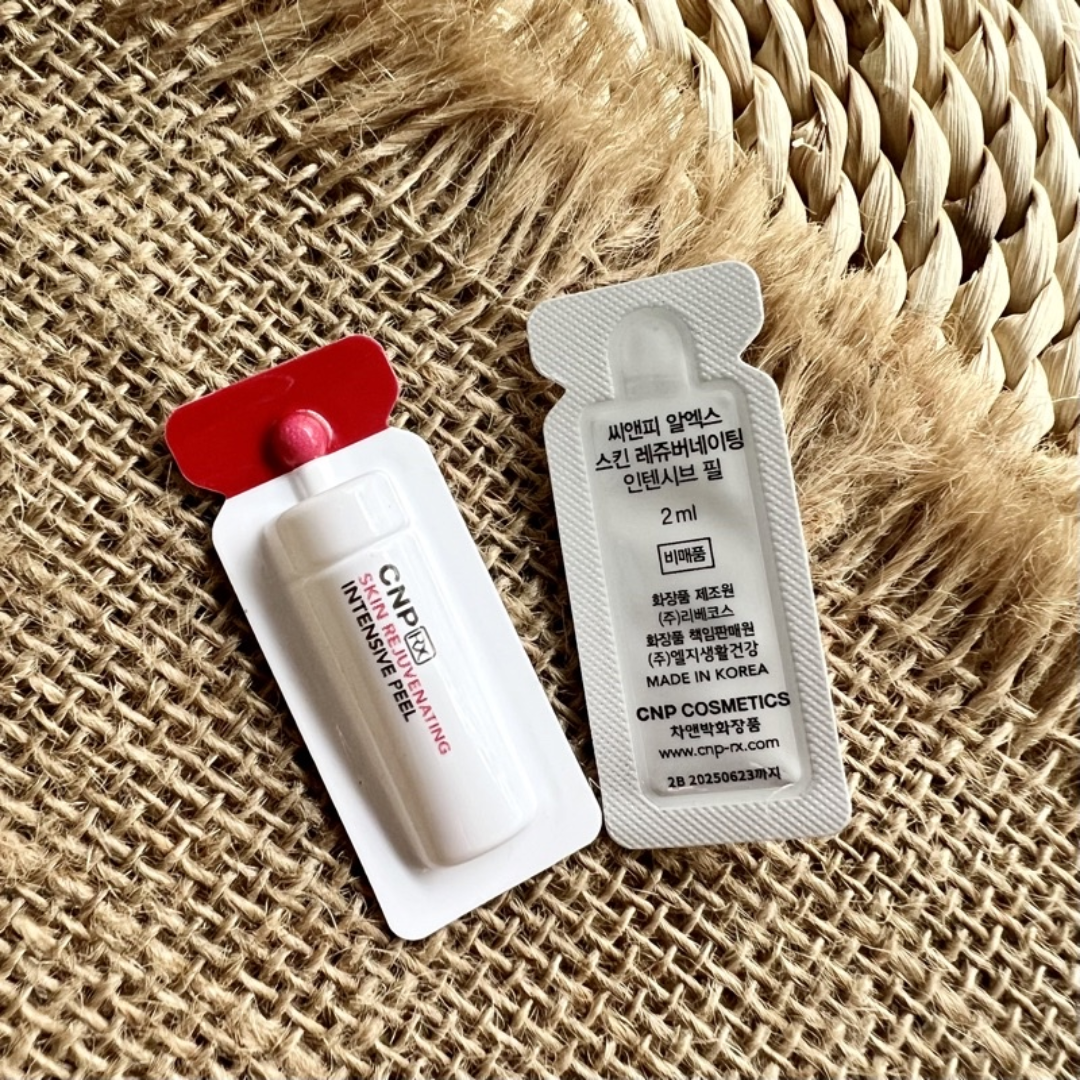 CNP Rx
SKIN REJUVENATING
INTENSIVE PEEL
씨앤피 알엑스
스킨 레쥬버네이팅
인텐시브 필
2 ml
비매품
화장품 제조원
(주)리베코스
화장품 책임판매원
(주)엘지생활건강
MADE IN KOREA
CNP COSMETICS
차앤박화장품
www.cnp-rx.com
2B 20250623까지